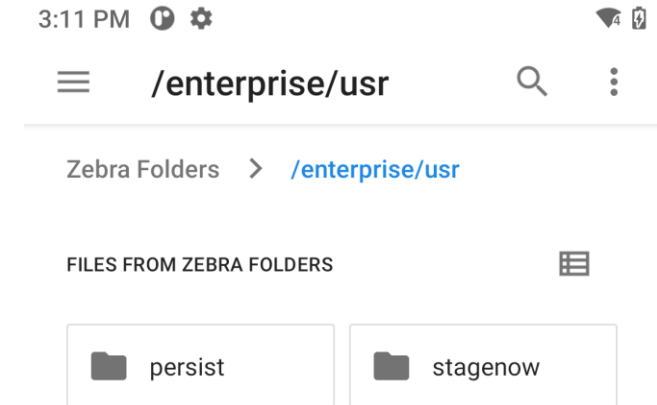 3:11 PM
/enterprise/usr
Zebra Folders > /enterprise/usr
FILES FROM ZEBRA FOLDERS
persist stagenow